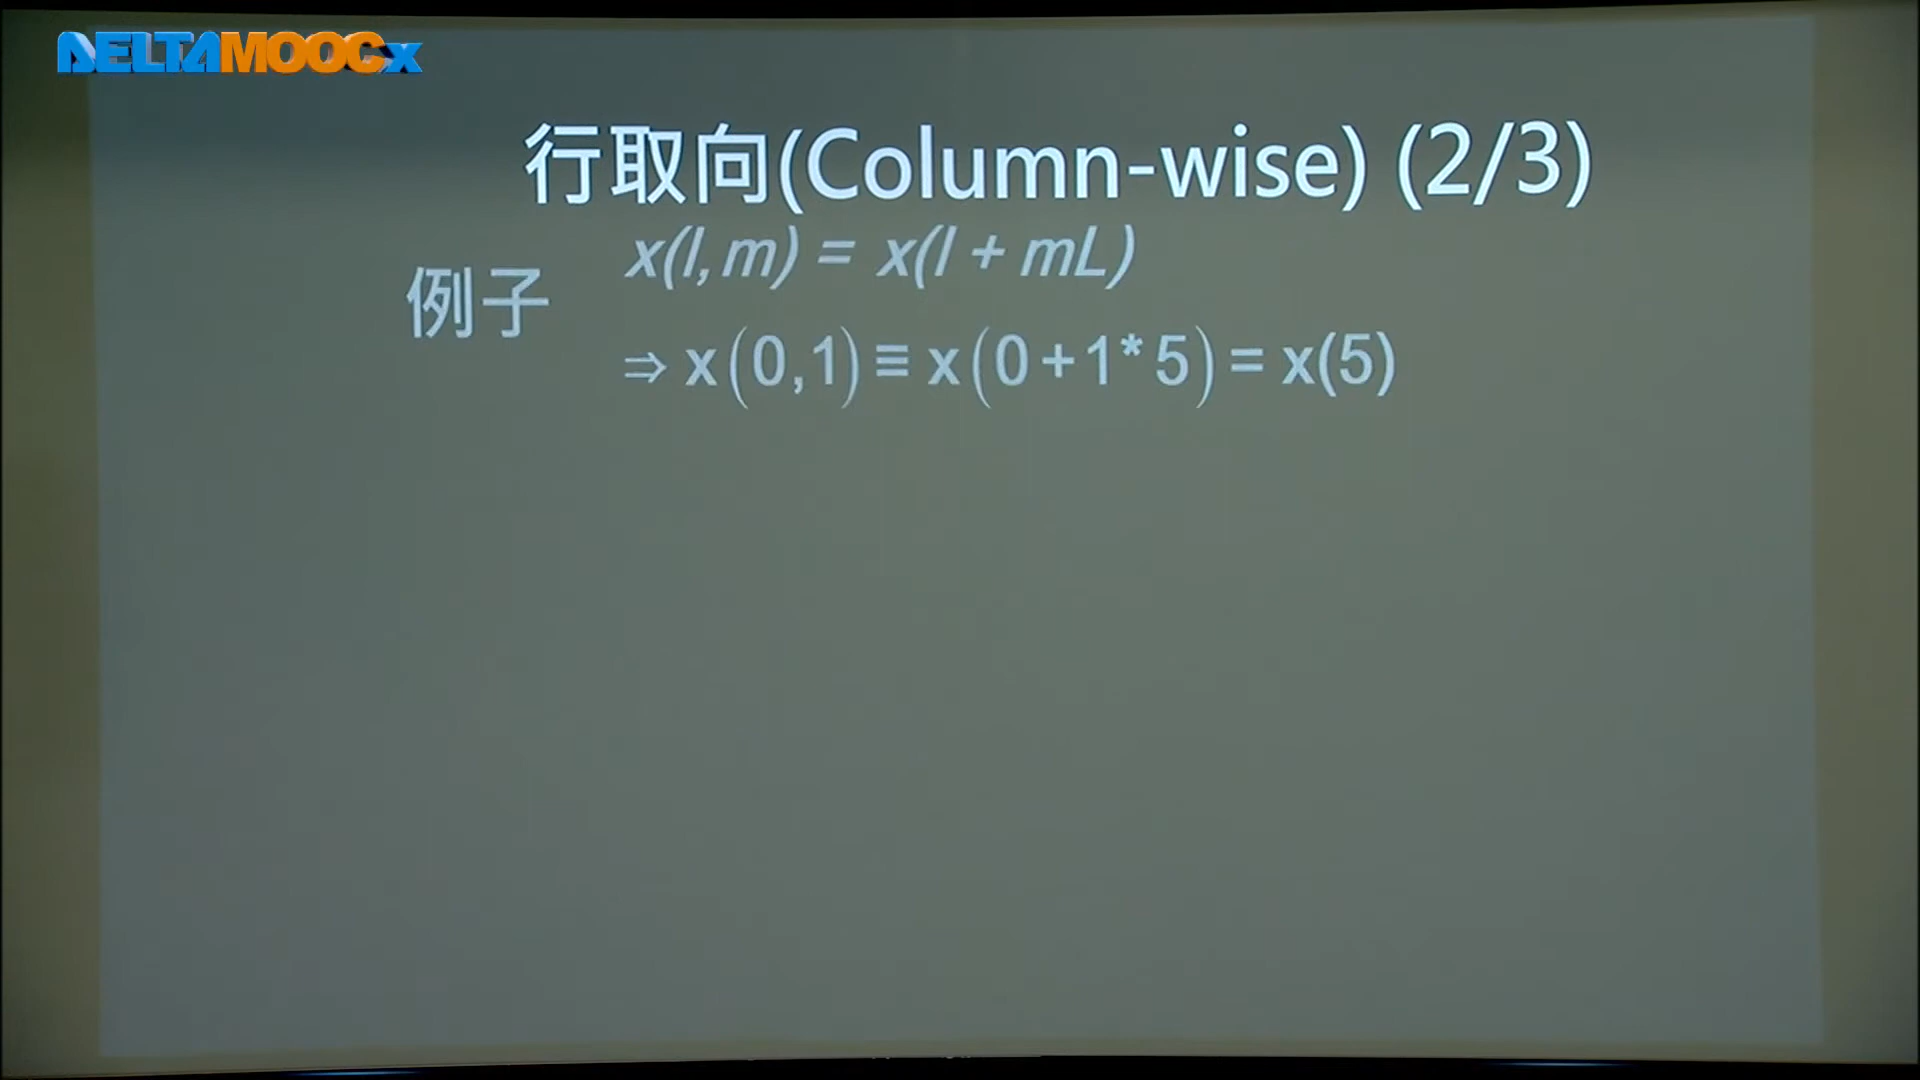 DELTAMOOCx
行取向(Column-wise) (2/3)
例子
x(l,m) = x(l + mL)
⇒ x(0,1) ≡ x(0+1*5) = x(5)